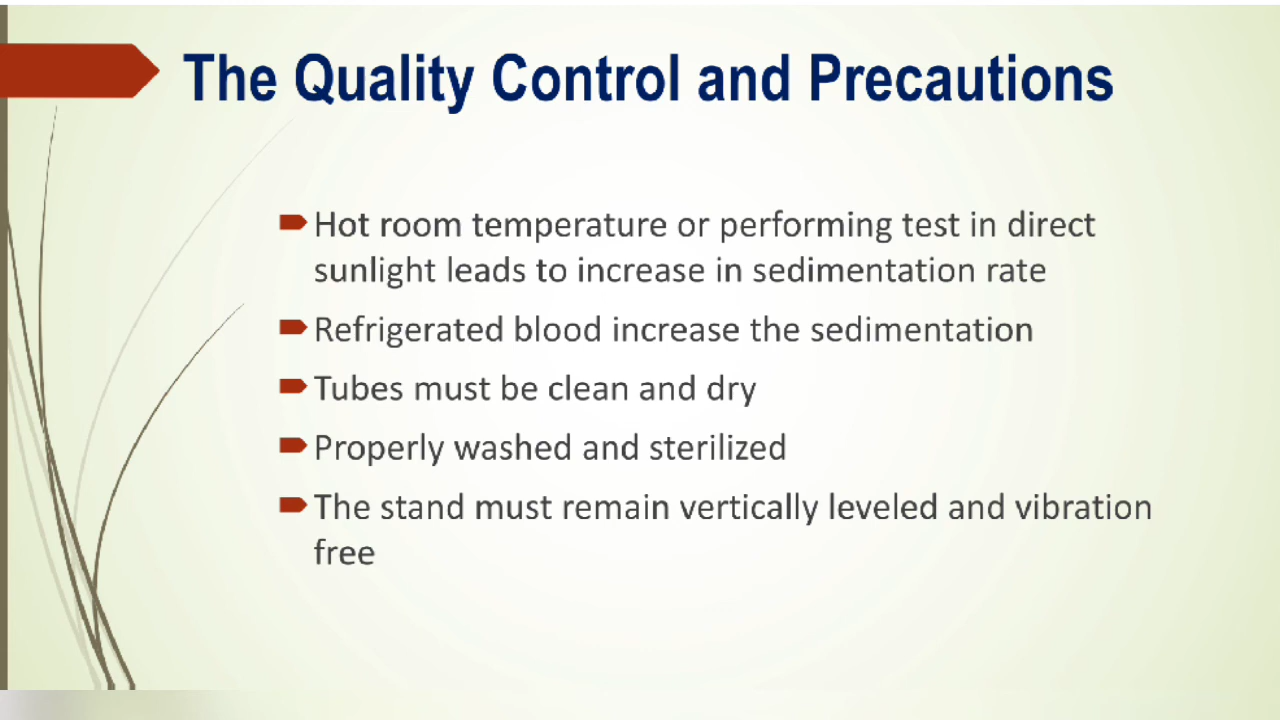 The Quality Control and Precautions
Hot room temperature or performing test in direct
sunlight leads to increase in sedimentation rate
Refrigerated blood increase the sedimentation
Tubes must be clean and dry
Properly washed and sterilized
The stand must remain vertically leveled and vibration
free